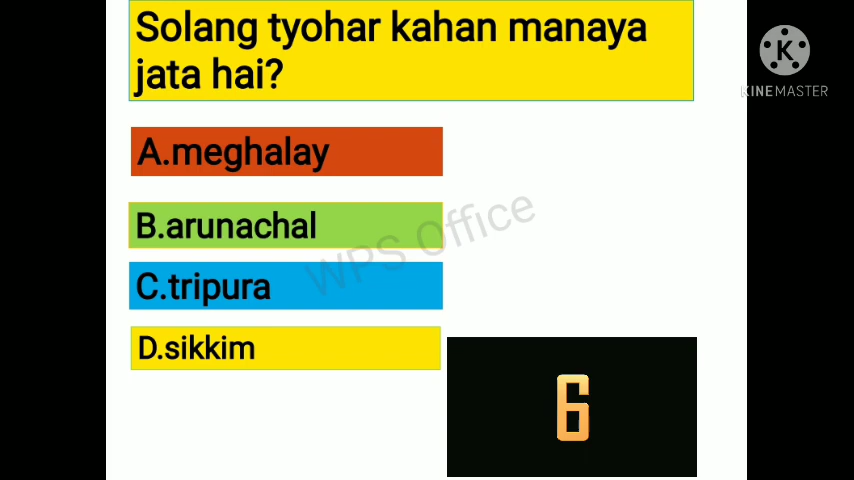 Solang tyohar kahan manaya
jata hai?
KINEMASTER
A.meghalay
B.arunachal
WPS Office
C.tripura
D.sikkim
6